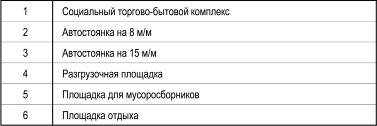 1 Социальный торгово-бытовой комплекс
2 Автостоянка на 8 м/м
3 Автостоянка на 15 м/м
4 Разгрузочная площадка
5 Площадка для мусоросборников
6 Площадка отдыха